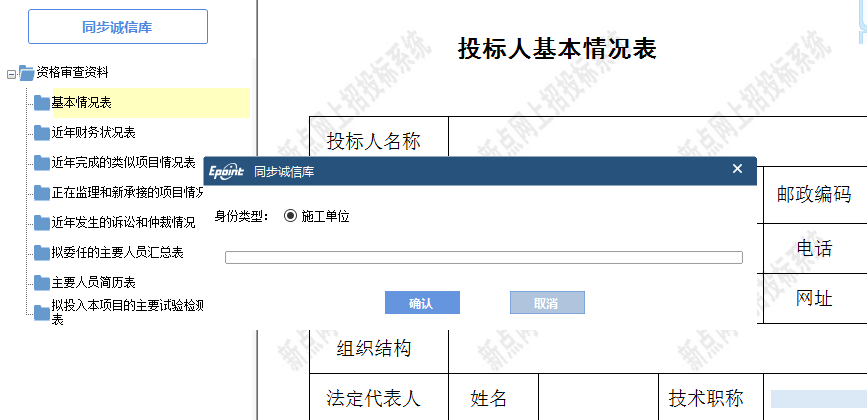 同步诚信库
资格审查资料
基本情况表
近年财务状况表
近年完成的类似项目情况表
正在监理和新承接的项目情况
近年发生的诉讼和仲裁情况
拟委任的主要人员汇总表
主要人员简历表
拟投入本项目的主要试验检测
表
投标人基本情况表
投标人名称
Epoint 同步诚信库
身份类型： 施工单位
确认 取消
邮政编码
电话
网址
组织结构
法定代表人 姓名 技术职称
新点网上招投标系统
新点网上招投标系统
新点网上招投标系统